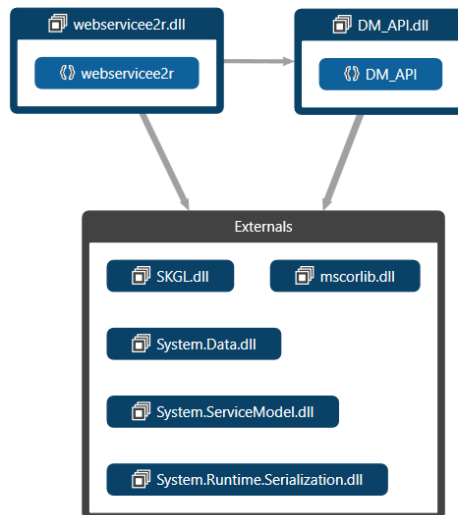 webservicee2r.dll
DM_API.dll
webservicee2r
DM_API
Externals
SKGL.dll
mscorlib.dll
System.Data.dll
System.ServiceModel.dll
System.Runtime.Serialization.dll